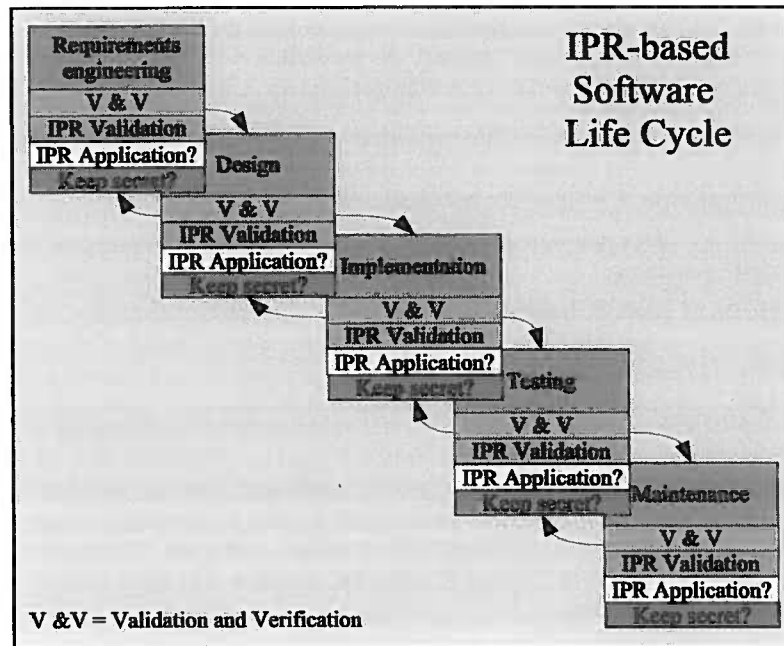 IPR-based
Software
Life Cycle
Requirements
engineering
V & V
IPR Validation
IPR Application?
Keep secret?
Design
V & V
IPR Validation
IPR Application?
Keep secret?
Implementation
V & V
IPR Validation
IPR Application?
Keep secret?
Testing
V & V
IPR Validation
IPR Application?
Keep secret?
Maintenance
V & V
IPR Validation
IPR Application?
Keep secret?
V &V = Validation and Verification